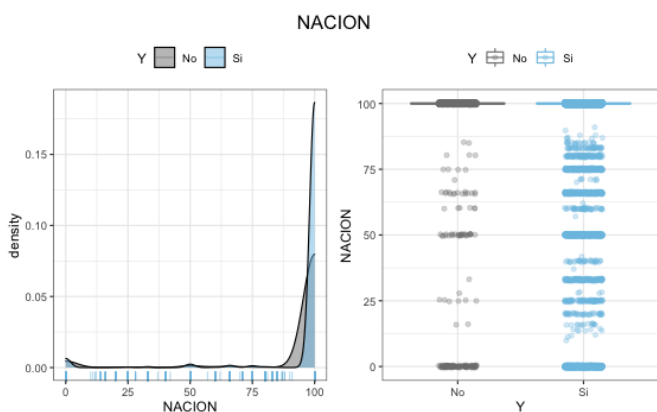 NACION
Y No Si
0.15
0.10
0.05
0.00
density
0 25 50 75 100
NACION
Y No Si
100
75
50
25
0
NACION
No Si
Y